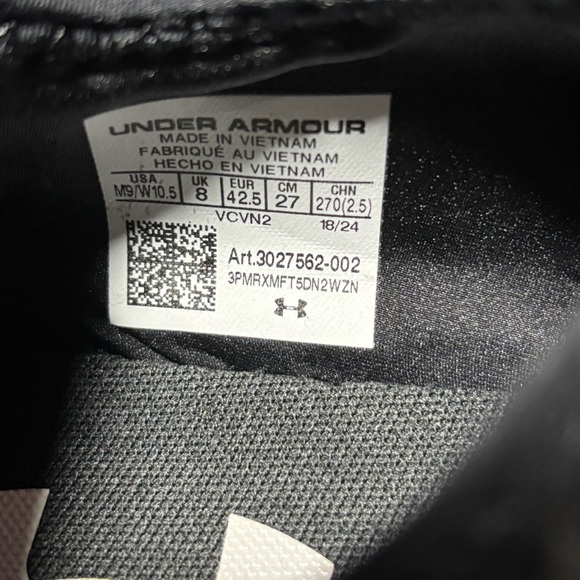 UNDER ARMOUR
MADE IN VIETNAM
FABRIQUÉ AU VIETNAM
HECHO EN VIETNAM
USA UK EUR CM CHN
M9/W10.5 8 42.5 27 270(2.5)
VCVN2 18/24
Art.3027562-002
3PMRXMFT5DN2WZN